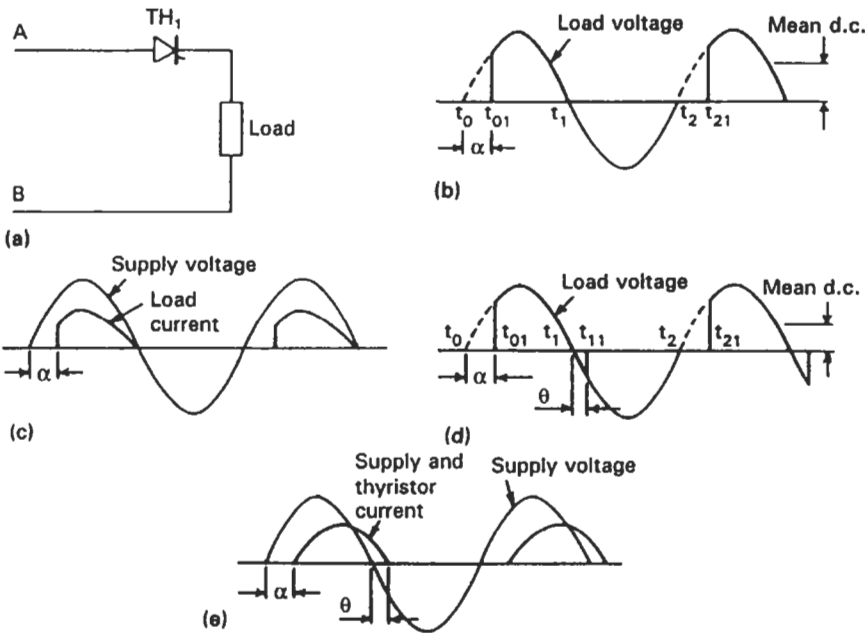 TH1
A
Load
B
(a)
Load voltage
Mean d.c.
t0 t01 t1 t2 t21
α
(b)
Supply voltage
Load
current
α
(c)
Load voltage
Mean d.c.
t0 t01 t1 t11 t2 t21
α
θ
(d)
Supply and
thyristor
current
Supply voltage
α
θ
(e)